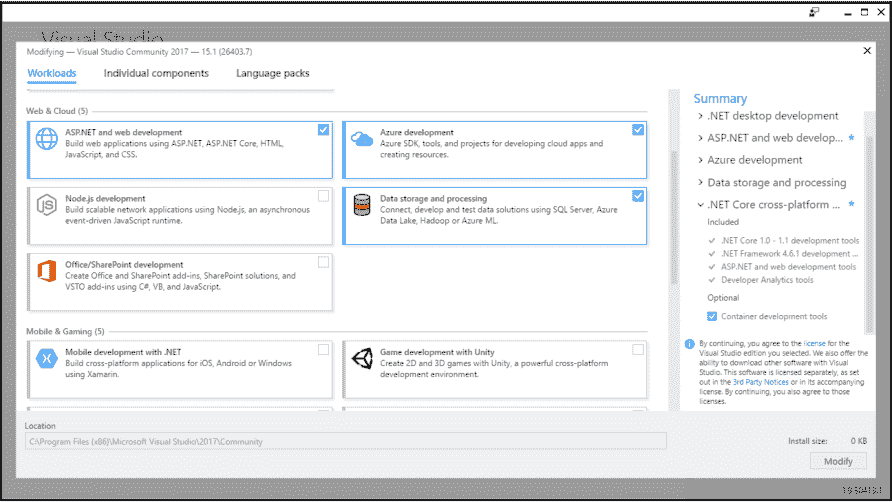 Visual Studio
Modifying — Visual Studio Community 2017 — 15.1 (26403.7)
Workloads
Individual components
Language packs
Web & Cloud (5)
ASP.NET and web development
Build web applications using ASP.NET, ASP.NET Core, HTML,
JavaScript, and CSS.
Azure development
Azure SDK, tools, and projects for developing cloud apps and
creating resources.
Node.js development
Build scalable network applications using Node.js, an asynchronous
event-driven JavaScript runtime.
Data storage and processing
Connect, develop and test data solutions using SQL Server, Azure
Data Lake, Hadoop or Azure ML.
Office/SharePoint development
Create Office and SharePoint add-ins, SharePoint solutions, and
VSTO add-ins using C#, VB, and JavaScript.
Mobile & Gaming (5)
Mobile development with .NET
Build cross-platform applications for iOS, Android or Windows
using Xamarin.
Game development with Unity
Create 2D and 3D games with Unity, a powerful cross-platform
development environment.
Summary
.NET desktop development
ASP.NET and web develop... *
Azure development
Data storage and processing
.NET Core cross-platform ... *
Included
.NET Core 1.0 - 1.1 development tools
.NET Framework 4.6.1 development ...
ASP.NET and web development tools
Developer Analytics tools
Optional
Container development tools
By continuing, you agree to the license for the
Visual Studio edition you selected. We also offer the
ability to download other software with Visual
Studio. This software is licensed separately, as set
out in the 3rd Party Notices or in its accompanying
license. By continuing, you also agree to those
licenses.
Location
C:\Program Files (x86)\Microsoft Visual Studio\2017\Community
Install size: 0 KB
Modify